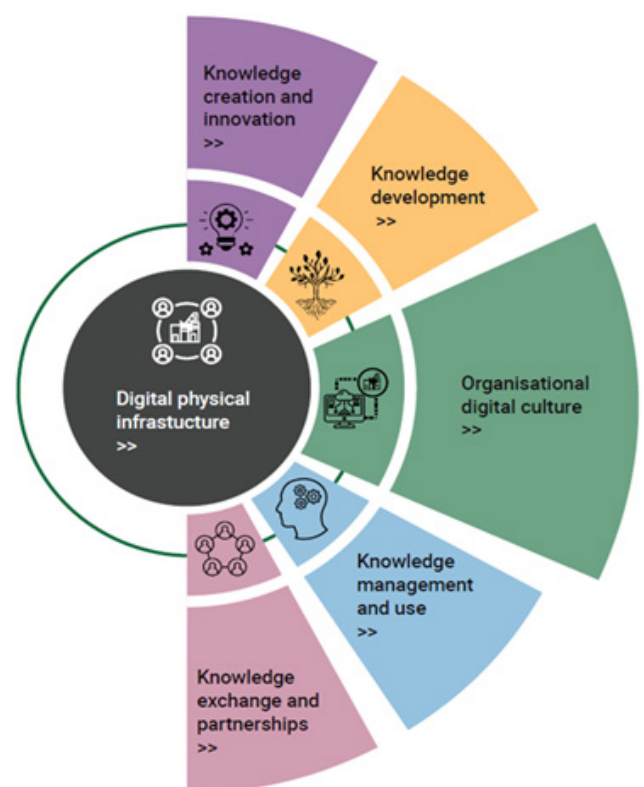 Knowledge
creation and
innovation
>>
Knowledge
development
>>
Organisational
digital culture
>>
Digital physical
infrastucture
>>
Knowledge
management
and use
>>
Knowledge
exchange and
partnerships
>>